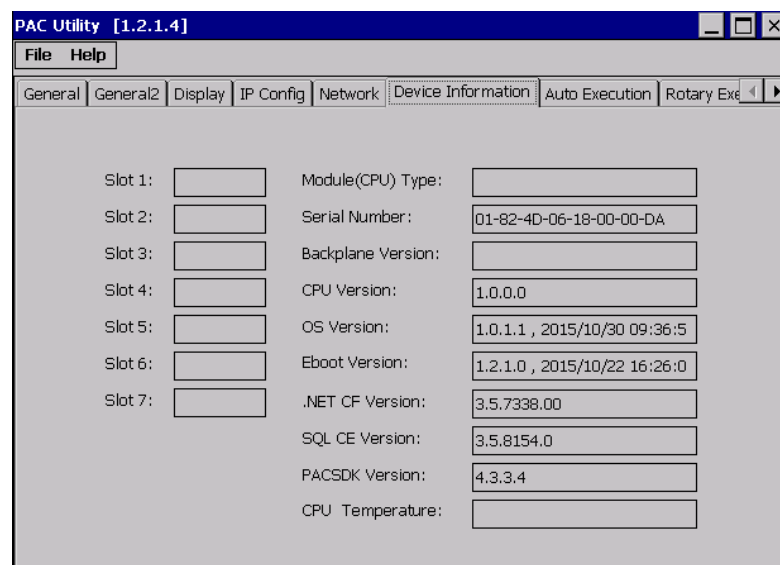 PAC Utility [1.2.1.4]
File Help
General General2 Display IP Config Network Device Information Auto Execution Rotary Exe
Slot 1: Module(CPU) Type:
Slot 2: Serial Number: 01-82-4D-06-18-00-00-DA
Slot 3: Backplane Version:
Slot 4: CPU Version: 1.0.0.0
Slot 5: OS Version: 1.0.1.1 , 2015/10/30 09:36:5
Slot 6: Eboot Version: 1.2.1.0 , 2015/10/22 16:26:0
Slot 7: .NET CF Version: 3.5.7338.00
SQL CE Version: 3.5.8154.0
PACSDK Version: 4.3.3.4
CPU Temperature: